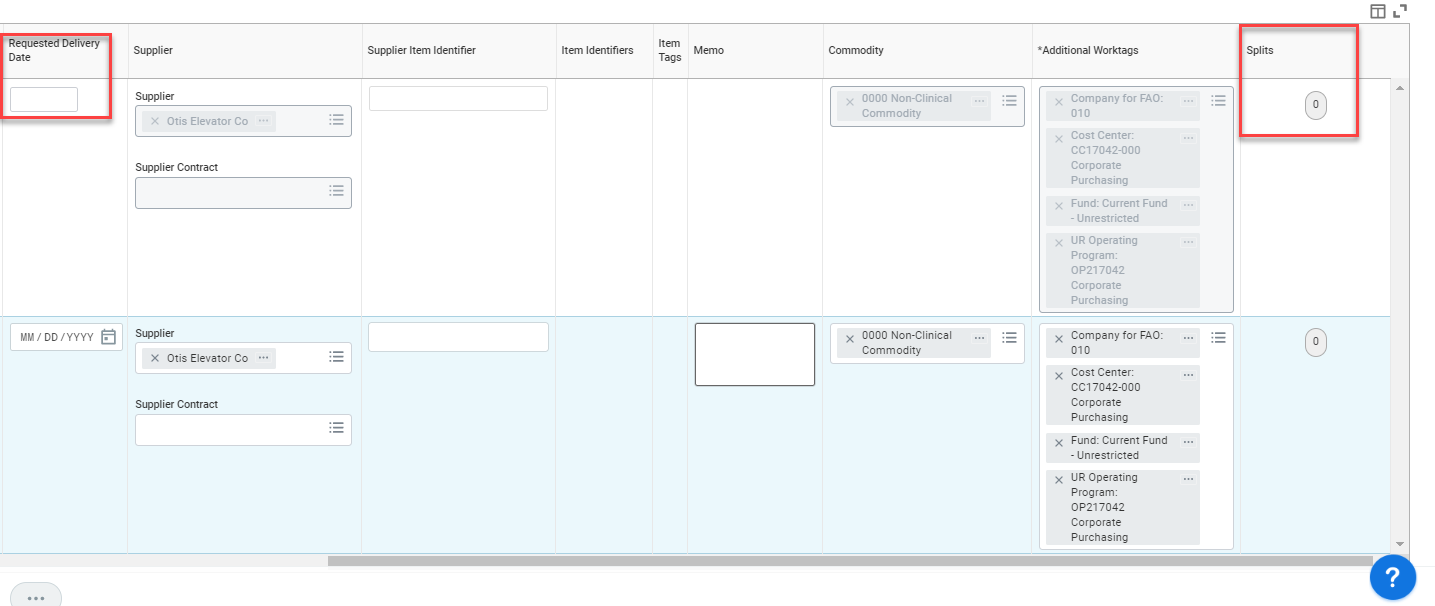 Requested Delivery
Date
Supplier
Supplier Item Identifier
Item Identifiers
Item
Tags
Memo
Commodity
*Additional Worktags
Splits
Supplier
× Otis Elevator Co ...
Supplier Contract
× 0000 Non-Clinical ...
Commodity
× Company for FAO: ...
010
× Cost Center: ...
CC17042-000
Corporate
Purchasing
× Fund: Current Fund ...
- Unrestricted
× UR Operating ...
Program:
OP217042
Corporate
Purchasing
0
MM / DD / YYYY
Supplier
× Otis Elevator Co ...
Supplier Contract
× 0000 Non-Clinical ...
Commodity
× Company for FAO: ...
010
× Cost Center: ...
CC17042-000
Corporate
Purchasing
× Fund: Current Fund ...
- Unrestricted
× UR Operating ...
Program:
OP217042
Corporate
Purchasing
0
...
?